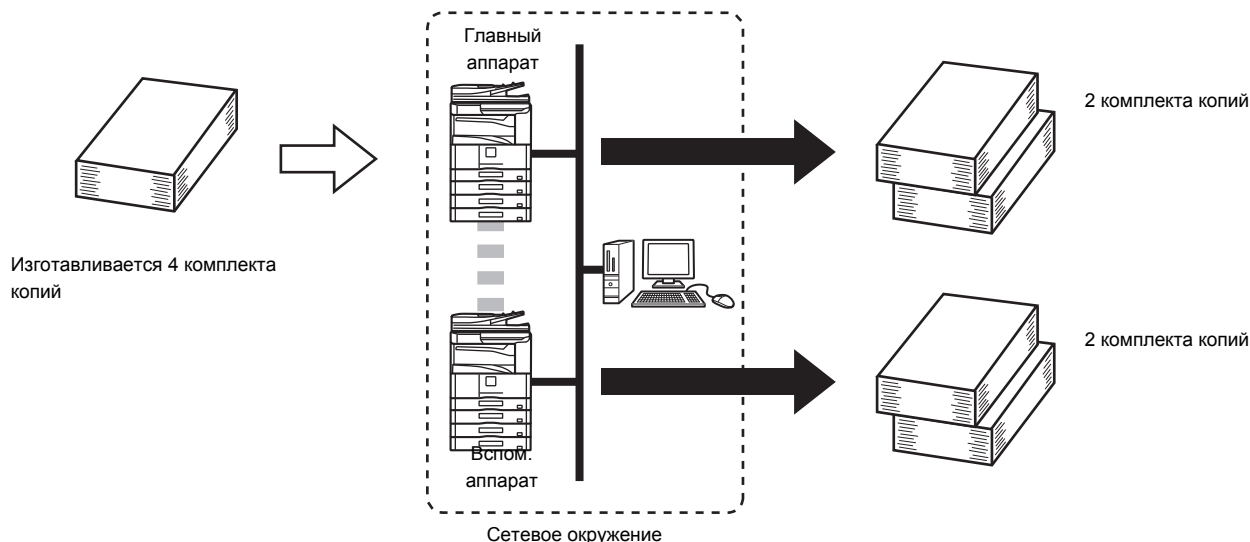 Главный
аппарат
2 комплекта копий
Изготавливается 4 комплекта
копий
2 комплекта копий
Вспом.
аппарат
Сетевое окружение